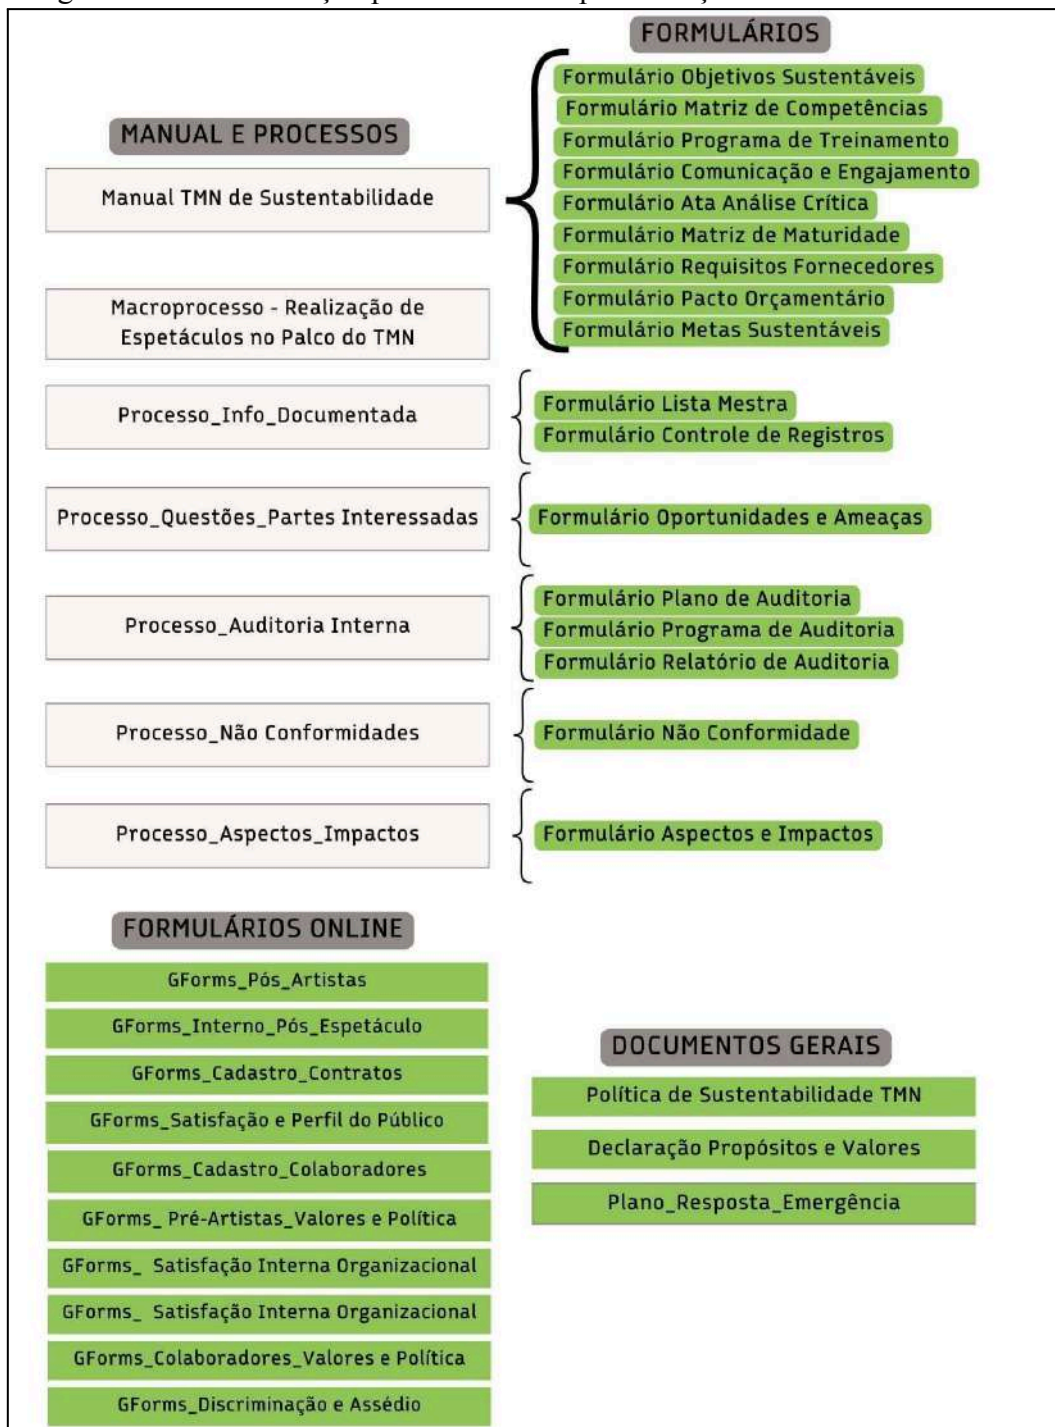 FORMULÁRIOS
Formulário Objetivos Sustentáveis
Formulário Matriz de Competências
Formulário Programa de Treinamento
Formulário Comunicação e Engajamento
Formulário Ata Análise Crítica
Formulário Matriz de Maturidade
Formulário Requisitos Fornecedores
Formulário Pacto Orçamentário
Formulário Metas Sustentáveis
MANUAL E PROCESSOS
Manual TMN de Sustentabilidade
Macroprocesso - Realização de
Espetáculos no Palco do TMN
Processo_Info_Documentada
Formulário Lista Mestra
Formulário Controle de Registros
Processo_Questões_Partes Interessadas
Formulário Oportunidades e Ameaças
Processo_Auditoria Interna
Formulário Plano de Auditoria
Formulário Programa de Auditoria
Formulário Relatório de Auditoria
Processo_Não Conformidades
Formulário Não Conformidade
Processo_Aspectos_Impactos
Formulário Aspectos e Impactos
FORMULÁRIOS ONLINE
GForms_Pós_Artistas
GForms_Interno_Pós_Espetáculo
GForms_Cadastro_Contratos
GForms_Satisfação e Perfil do Público
GForms_Cadastro_Colaboradores
GForms_ Pré-Artistas_Valores e Política
GForms_ Satisfação Interna Organizacional
GForms_ Satisfação Interna Organizacional
GForms_Colaboradores_Valores e Política
GForms_Discriminação e Assédio
DOCUMENTOS GERAIS
Política de Sustentabilidade TMN
Declaração Propósitos e Valores
Plano_Resposta_Emergência